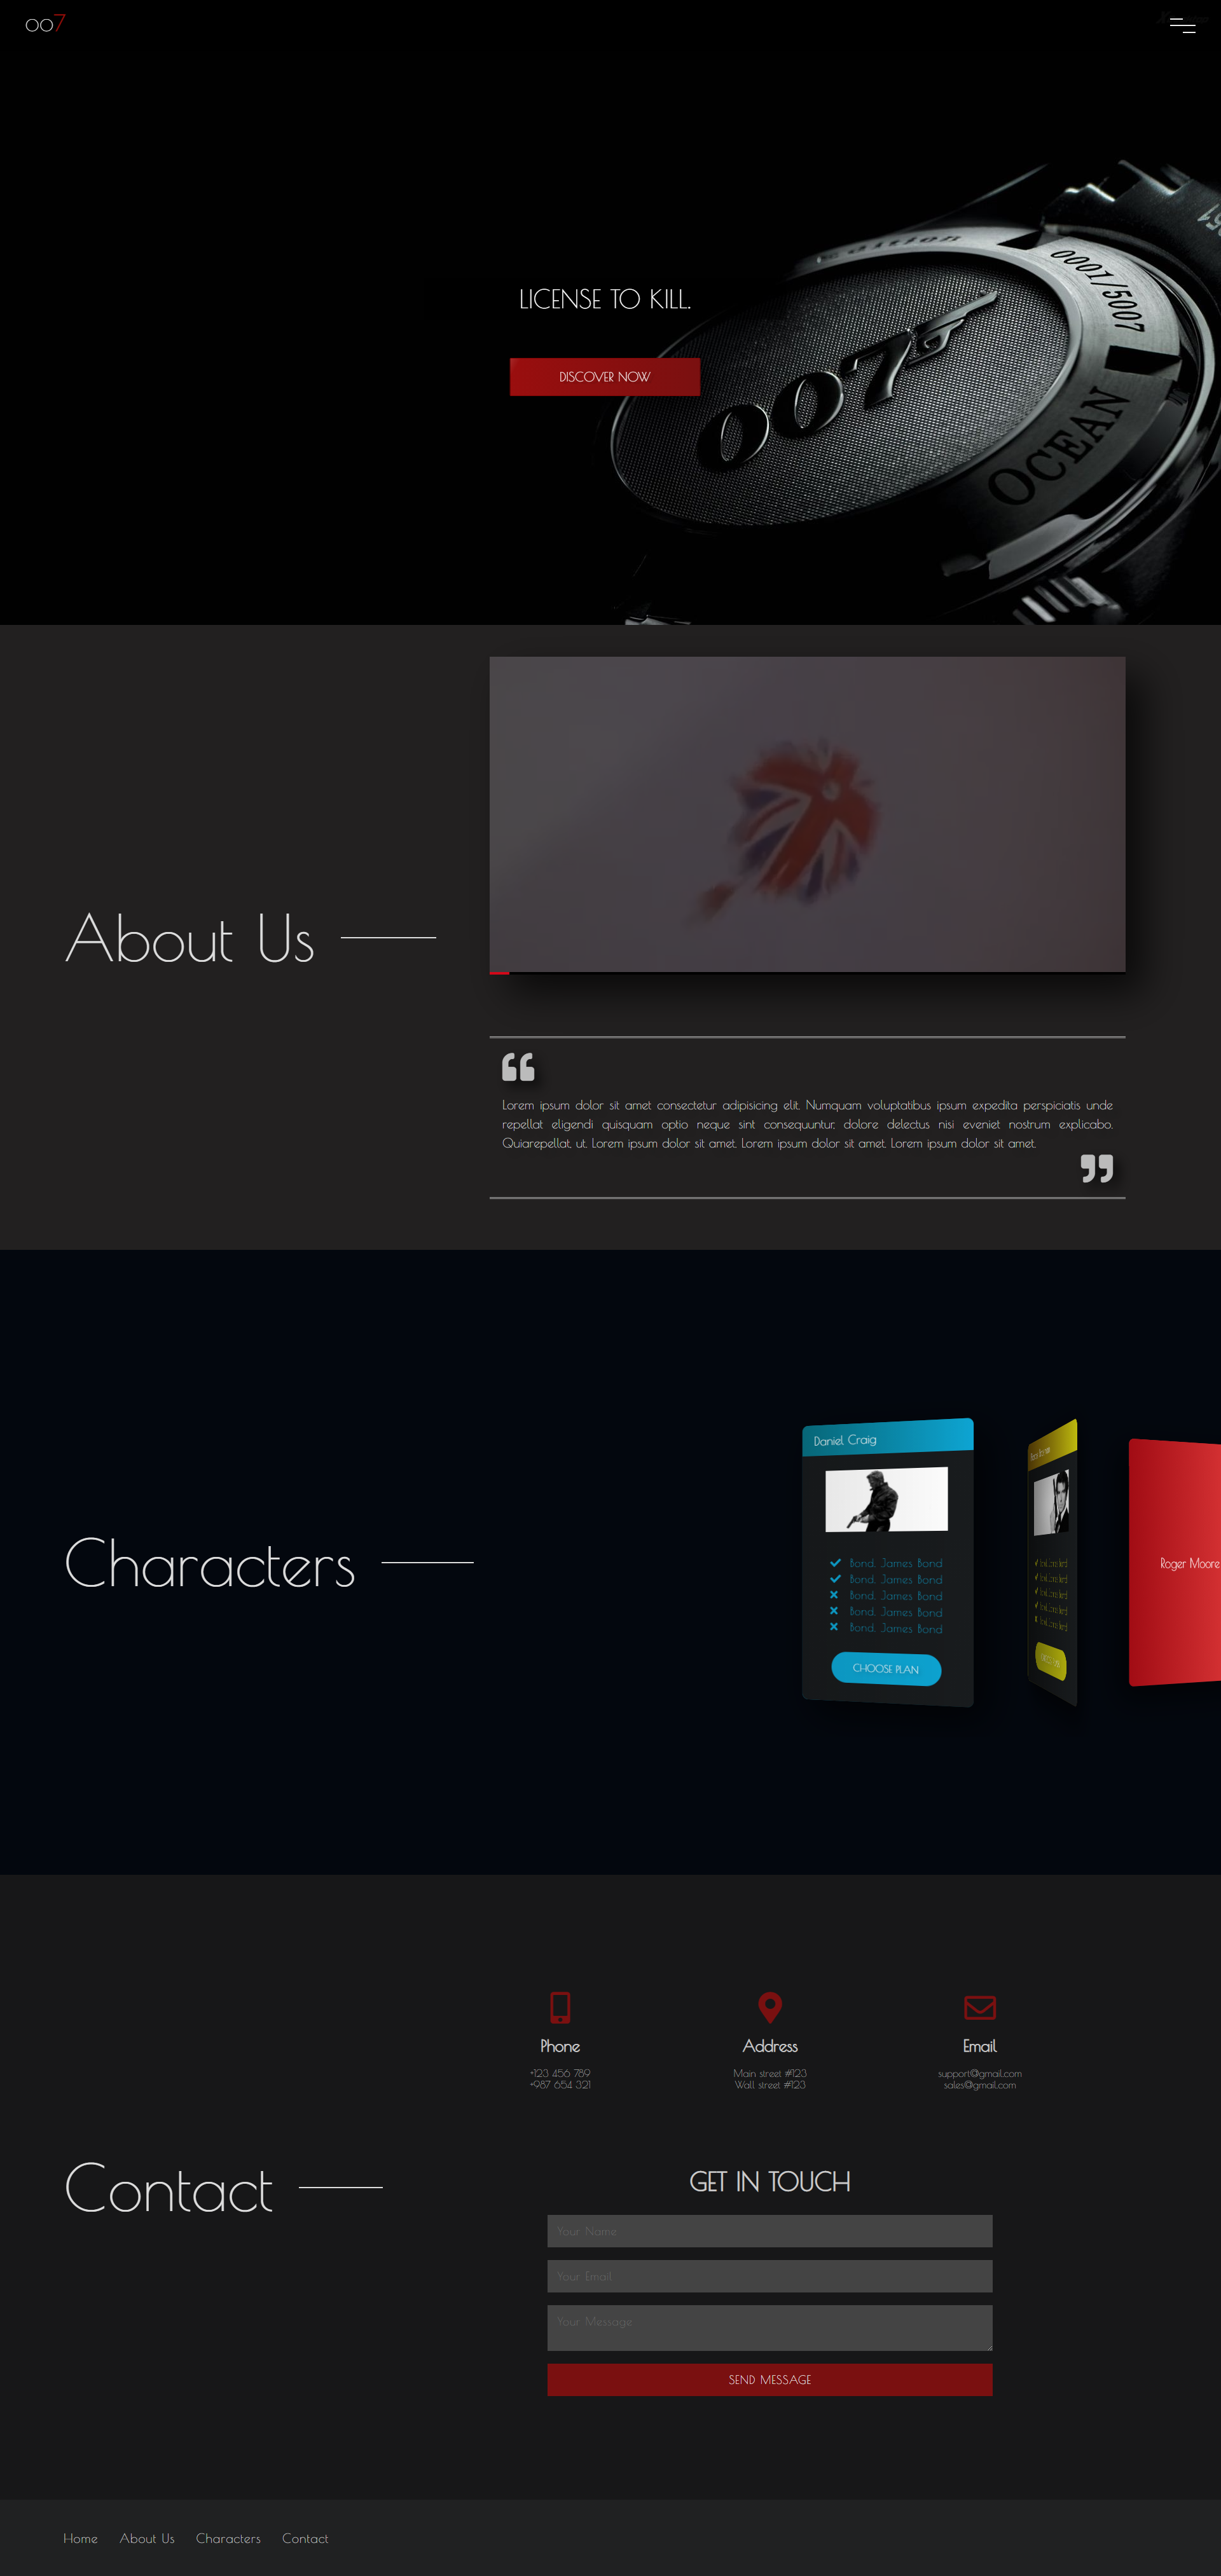 007
LICENSE TO KILL.
DISCOVER NOW
0001/5007
007
OCEAN
About Us
Lorem ipsum dolor sit amet consectetur adipisicing elit. Numquam voluptatibus ipsum expedita perspiciatis unde
repellat eligendi quisquam optio neque sint consequuntur, dolore delectus nisi eveniet nostrum explicabo.
Quiarepellat, ut. Lorem ipsum dolor sit amet. Lorem ipsum dolor sit amet. Lorem ipsum dolor sit amet.
Characters
Daniel Craig
Bond. James Bond
Bond. James Bond
Bond. James Bond
Bond. James Bond
Bond. James Bond
CHOOSE PLAN
Roger Moore
Contact
Phone
+123 456 789
+987 654 321
Address
Main street #123
Wall street #123
Email
support@gmail.com
sales@gmail.com
GET IN TOUCH
Your Name
Your Email
Your Message
SEND MESSAGE
Home About Us Characters Contact